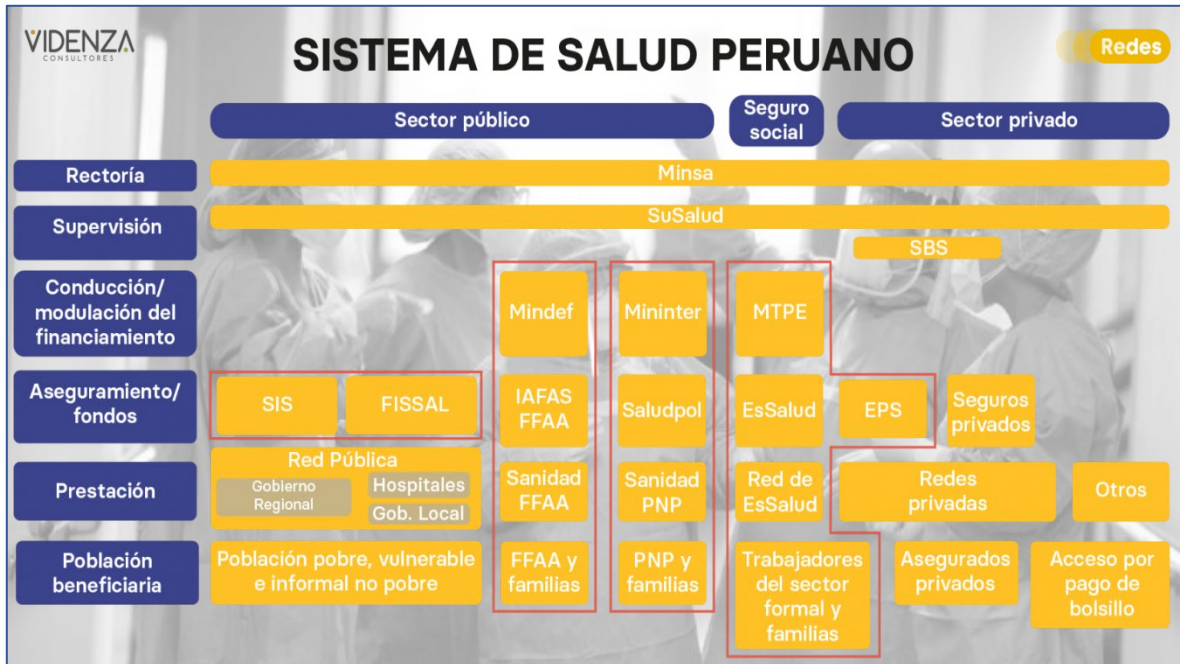 VIDENZA
CONSULTORES
SISTEMA DE SALUD PERUANO
Redes
Sector público
Seguro
social
Sector privado
Rectoría
Minsa
Supervisión
SuSalud
SBS
Conducción/
modulación del
financiamiento
Mindef
Mininter
MTPE
Aseguramiento/
fondos
SIS
FISSAL
IAFAS
FFAA
Saludpol
EsSalud
EPS
Seguros
privados
Prestación
Red Pública
Gobierno
Regional
Hospitales
Gob. Local
Sanidad
FFAA
Sanidad
PNP
Red de
EsSalud
Redes
privadas
Otros
Población
beneficiaria
Población pobre, vulnerable
e informal no pobre
FFAA y
familias
PNP y
familias
Trabajadores
del sector
formal y
familias
Asegurados
privados
Acceso por
pago de
bolsillo